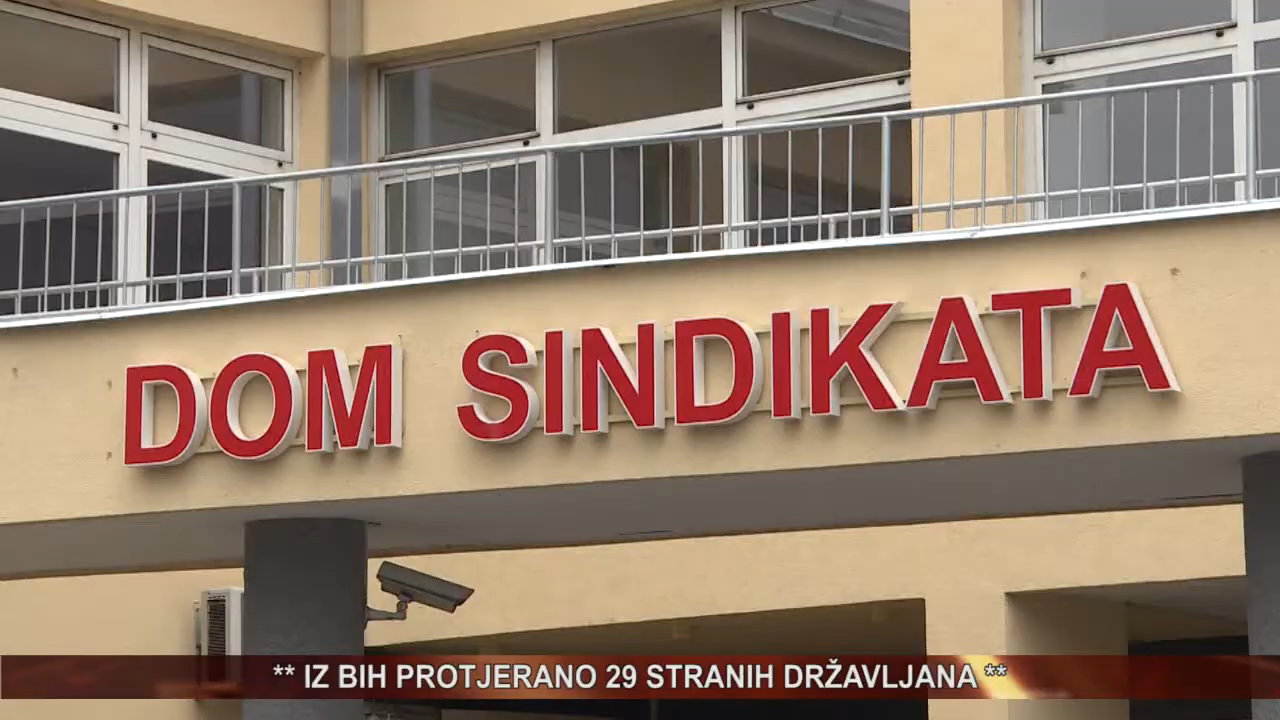 DOM SINDIKATA
** IZ BIH PROTJERANO 29 STRANIH DRŽAVLJANA **